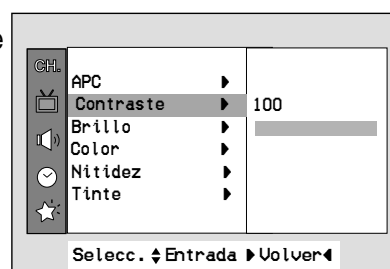 e
CH.
APC
Contraste 100
Brillo
Color
Nitidez
Tinte
Selecc. Entrada Volver